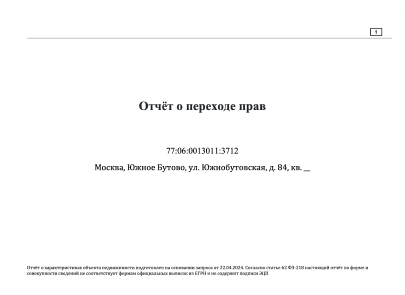 1
Отчёт о переходе прав
77:06:0013011:3712
Москва, Южное Бутово, ул. Южнобутовская, д. 84, кв. __
Отчёт о характеристиках объекта недвижимости подготовлен на основании запроса от 22.04.2024. Согласно статье 62 ФЗ-218 настоящий отчёт по форме и
совокупности сведений не соответствует формам официальных выписок из ЕГРН и не содержит подписи ЭЦП